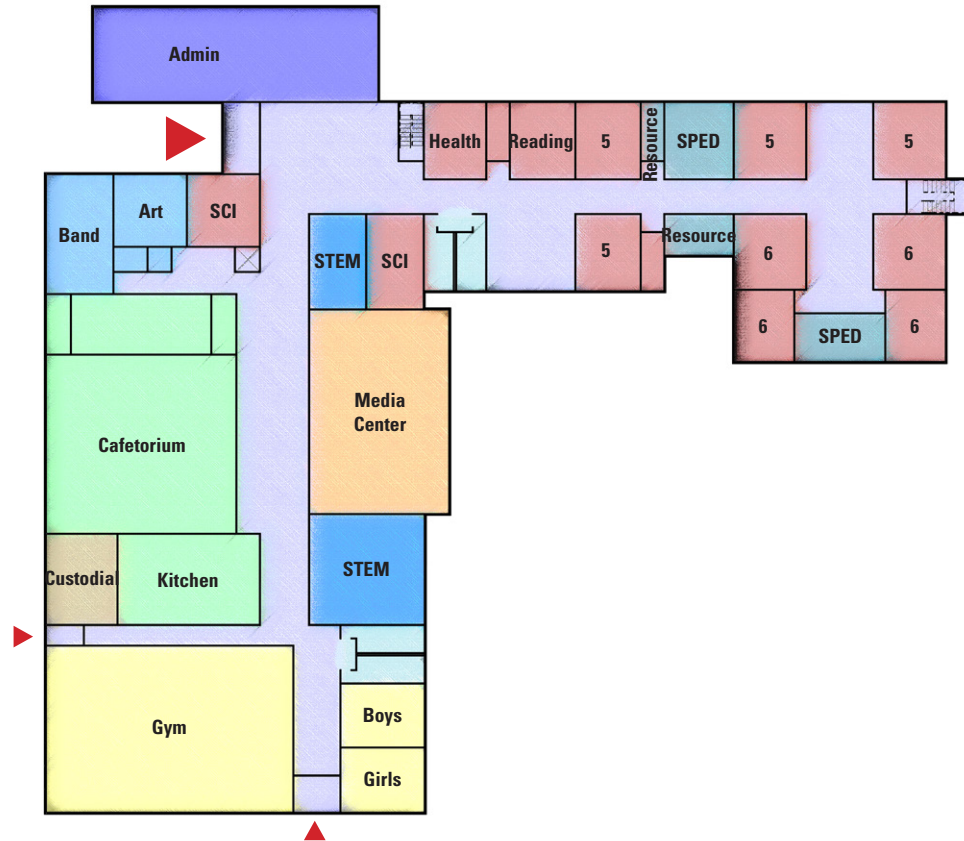 Admin
Health
Reading
5
Resource
SPED
5
5
Band
Art
SCI
STEM
SCI
5
Resource
6
6
6
SPED
6
Media
Center
Cafetorium
Custodial
Kitchen
STEM
Gym
Boys
Girls